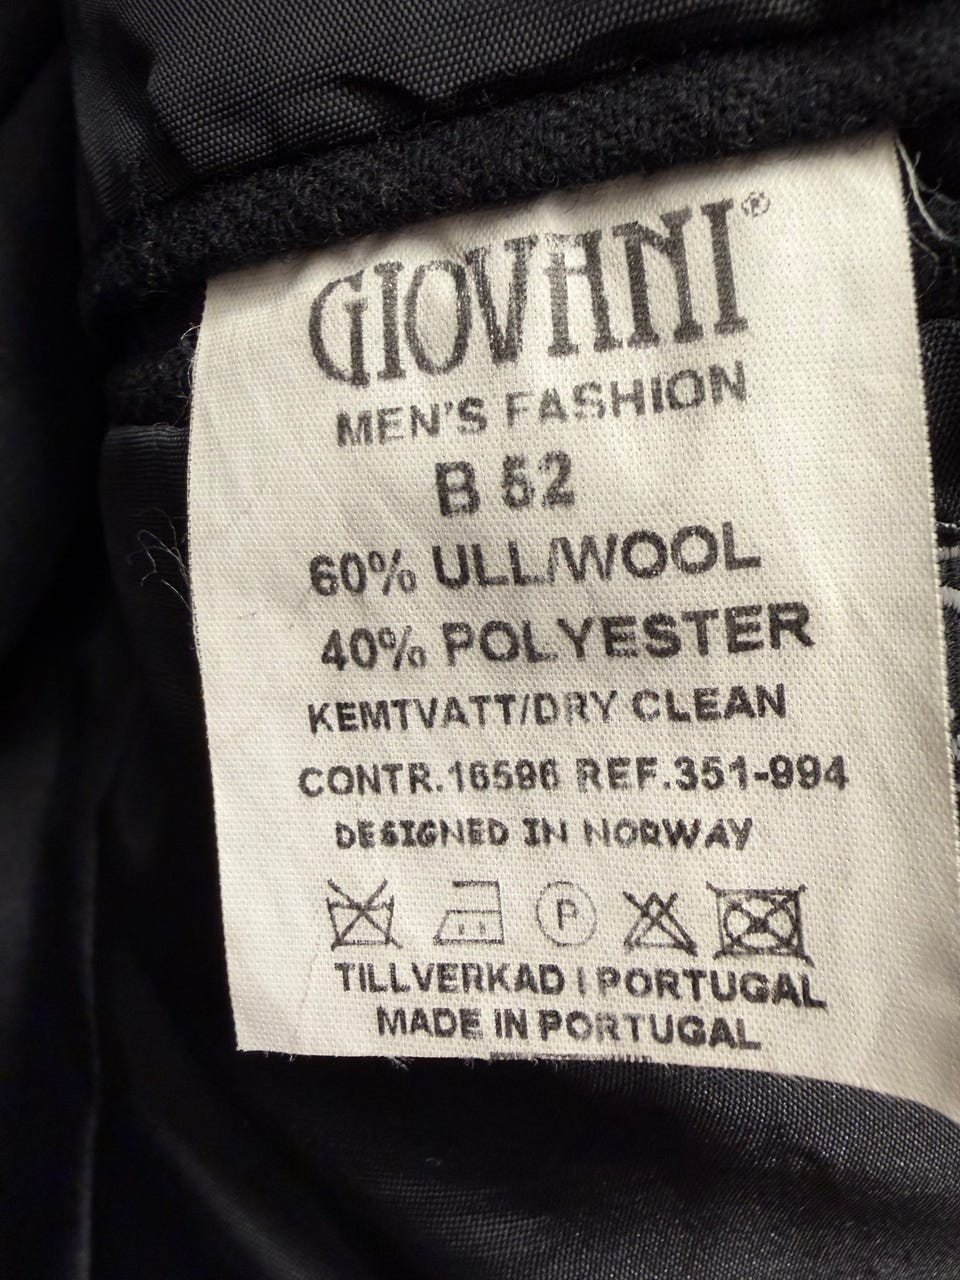 GIOVANI®
MEN'S FASHION
B 52
60% ULL/WOOL
40% POLYESTER
KEMTVATT/DRY CLEAN
CONTR.16596 REF.351-994
DESIGNED IN NORWAY
P
TILLVERKAD I PORTUGAL
MADE IN PORTUGAL